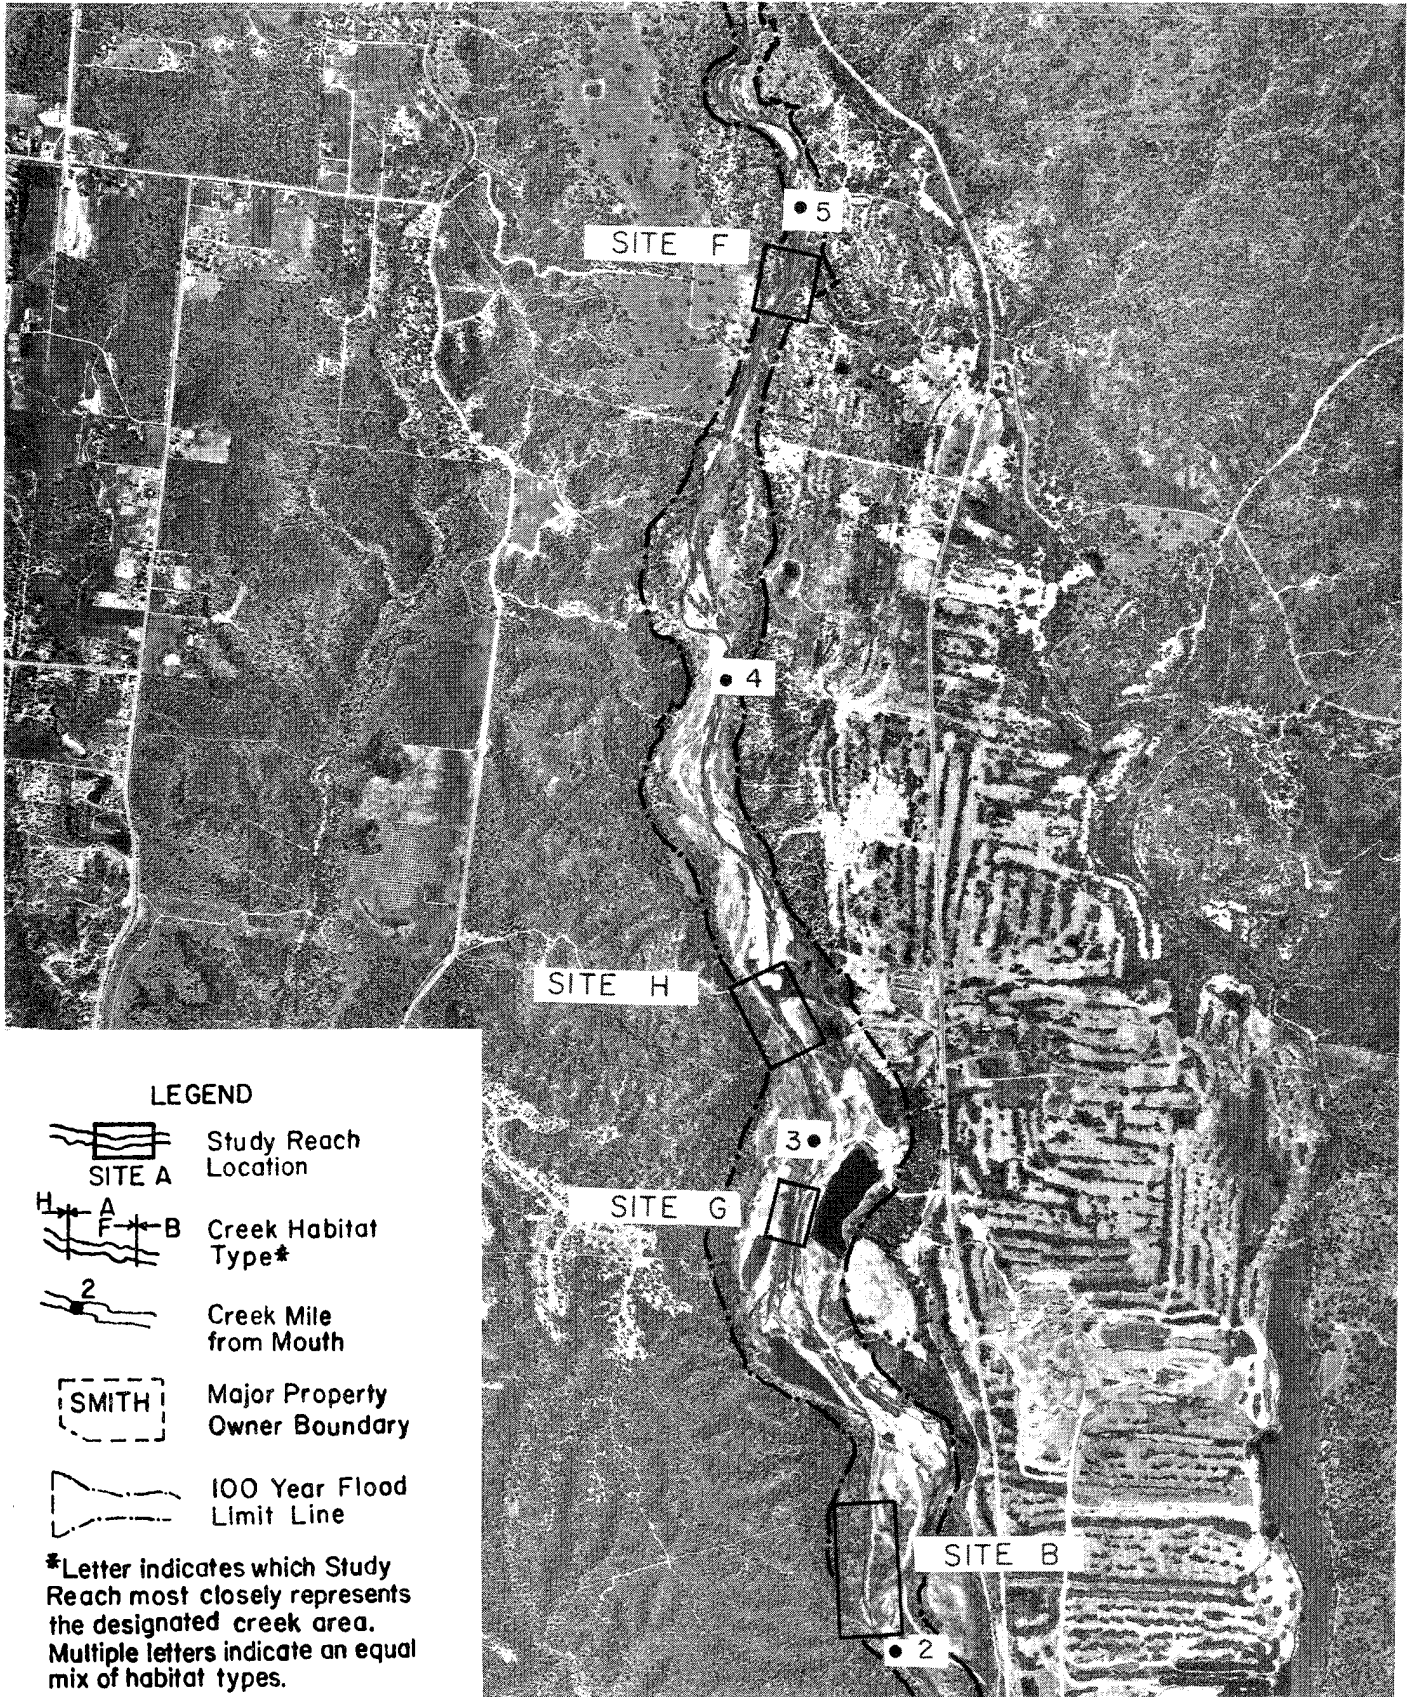 5
SITE F
4
SITE H
3
SITE G
SITE B
2
LEGEND
SITE A
Study Reach
Location
H A
F B
Creek Habitat
Type*
2
Creek Mile
from Mouth
SMITH
Major Property
Owner Boundary
100 Year Flood
Limit Line
*Letter indicates which Study
Reach most closely represents
the designated creek area.
Multiple letters indicate an equal
mix of habitat types.